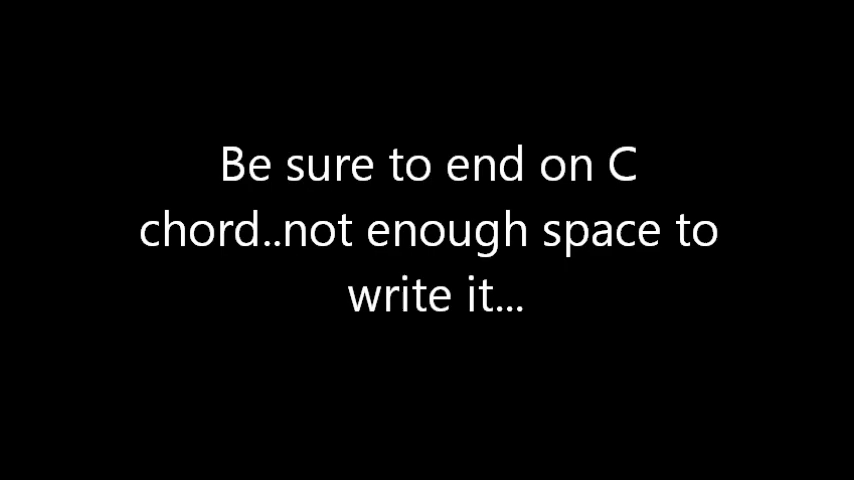 Be sure to end on C
chord..not enough space to
write it...